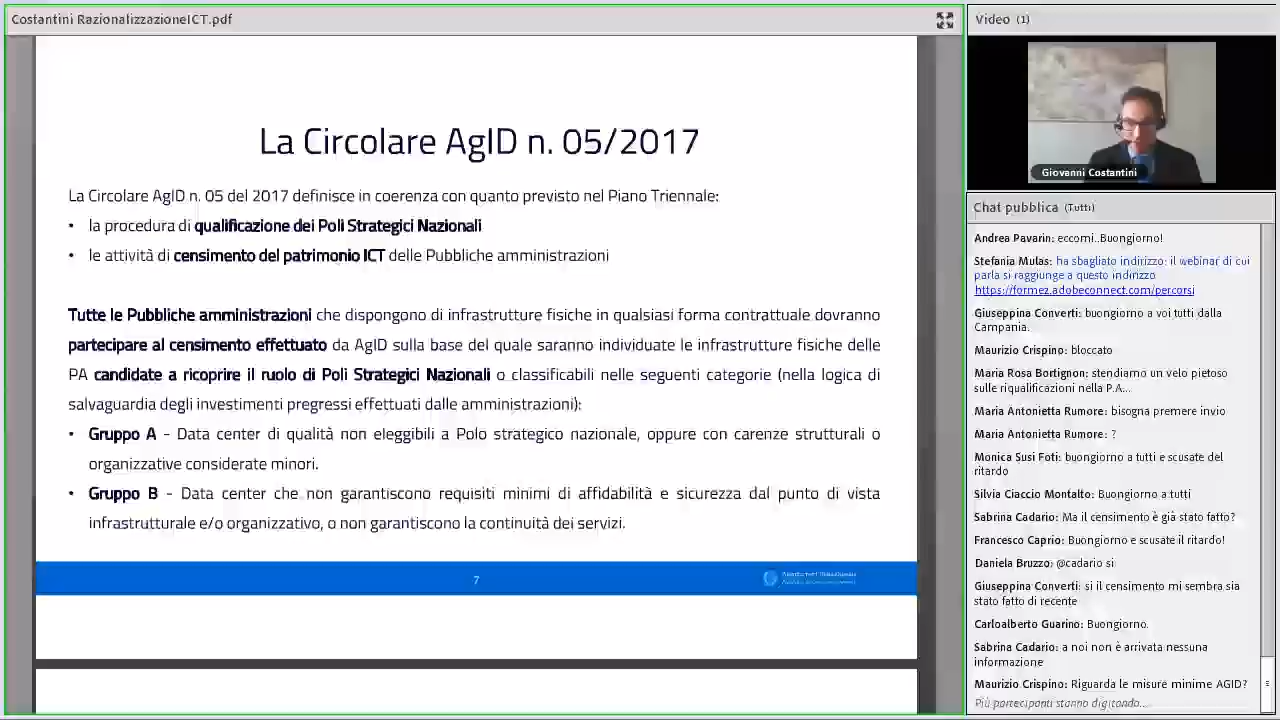 Costantini RazionalizzazioneICT.pdf
La Circolare AgID n. 05/2017
La Circolare AgID n. 05 del 2017 definisce in coerenza con quanto previsto nel Piano Triennale:
• la procedura di qualificazione dei Poli Strategici Nazionali
• le attività di censimento del patrimonio ICT delle Pubbliche amministrazioni
Tutte le Pubbliche amministrazioni che dispongono di infrastrutture fisiche in qualsiasi forma contrattuale dovranno
partecipare al censimento effettuato da AgID sulla base del quale saranno individuate le infrastrutture fisiche delle
PA candidate a ricoprire il ruolo di Poli Strategici Nazionali o classificabili nelle seguenti categorie (nella logica di
salvaguardia degli investimenti pregressi effettuati dalle amministrazioni):
• Gruppo A - Data center di qualità non eleggibili a Polo strategico nazionale, oppure con carenze strutturali o
organizzative considerate minori.
• Gruppo B - Data center che non garantiscono requisiti minimi di affidabilità e sicurezza dal punto di vista
infrastrutturale e/o organizzativo, o non garantiscono la continuità dei servizi.
7
Video (1)
Giovanni Costantini
Chat pubblica (Tutti)
Andrea Pavarin: eccomi..Buongiorno!
Stefania Mulas: ha sbagliato indirizzo: il webinar di cui
parla si raggiunge a questo indirizzo
https://formez.adobeconnect.com/percorsi
Giuseppina Converti: buongiorno a voi tutti dalla
Campania.
Maurizio Crispino: bloccato
Maria Rosa Bortignon: stendiamo un velo pietoso
sulle riqualificazioni nella P.A...
Maria Antonietta Rumore: bisogna premere invio
Maria Antonietta Rumore: ?
Monica Susi Foti: buongiorno a tutti e scusate del
ritardo
Silvia Ciaccio Montalto: Buongiorno a tutti
Sabrina Cadario: Ma il censimento è già stato fatto?
Francesco Caprio: Buongiorno e scusate il ritardo!
Daniela Bruzzo: @cadario si
Giuseppina Converti: si il censimento mi sembra sia
stato fatto di recente
Carloalberto Guarino: Buongiorno.
Sabrina Cadario: a noi non è arrivata nessuna
informazione
Maurizio Crispino: Riguarda le misure minime AGID?
Più partecipanti stanno digitando...